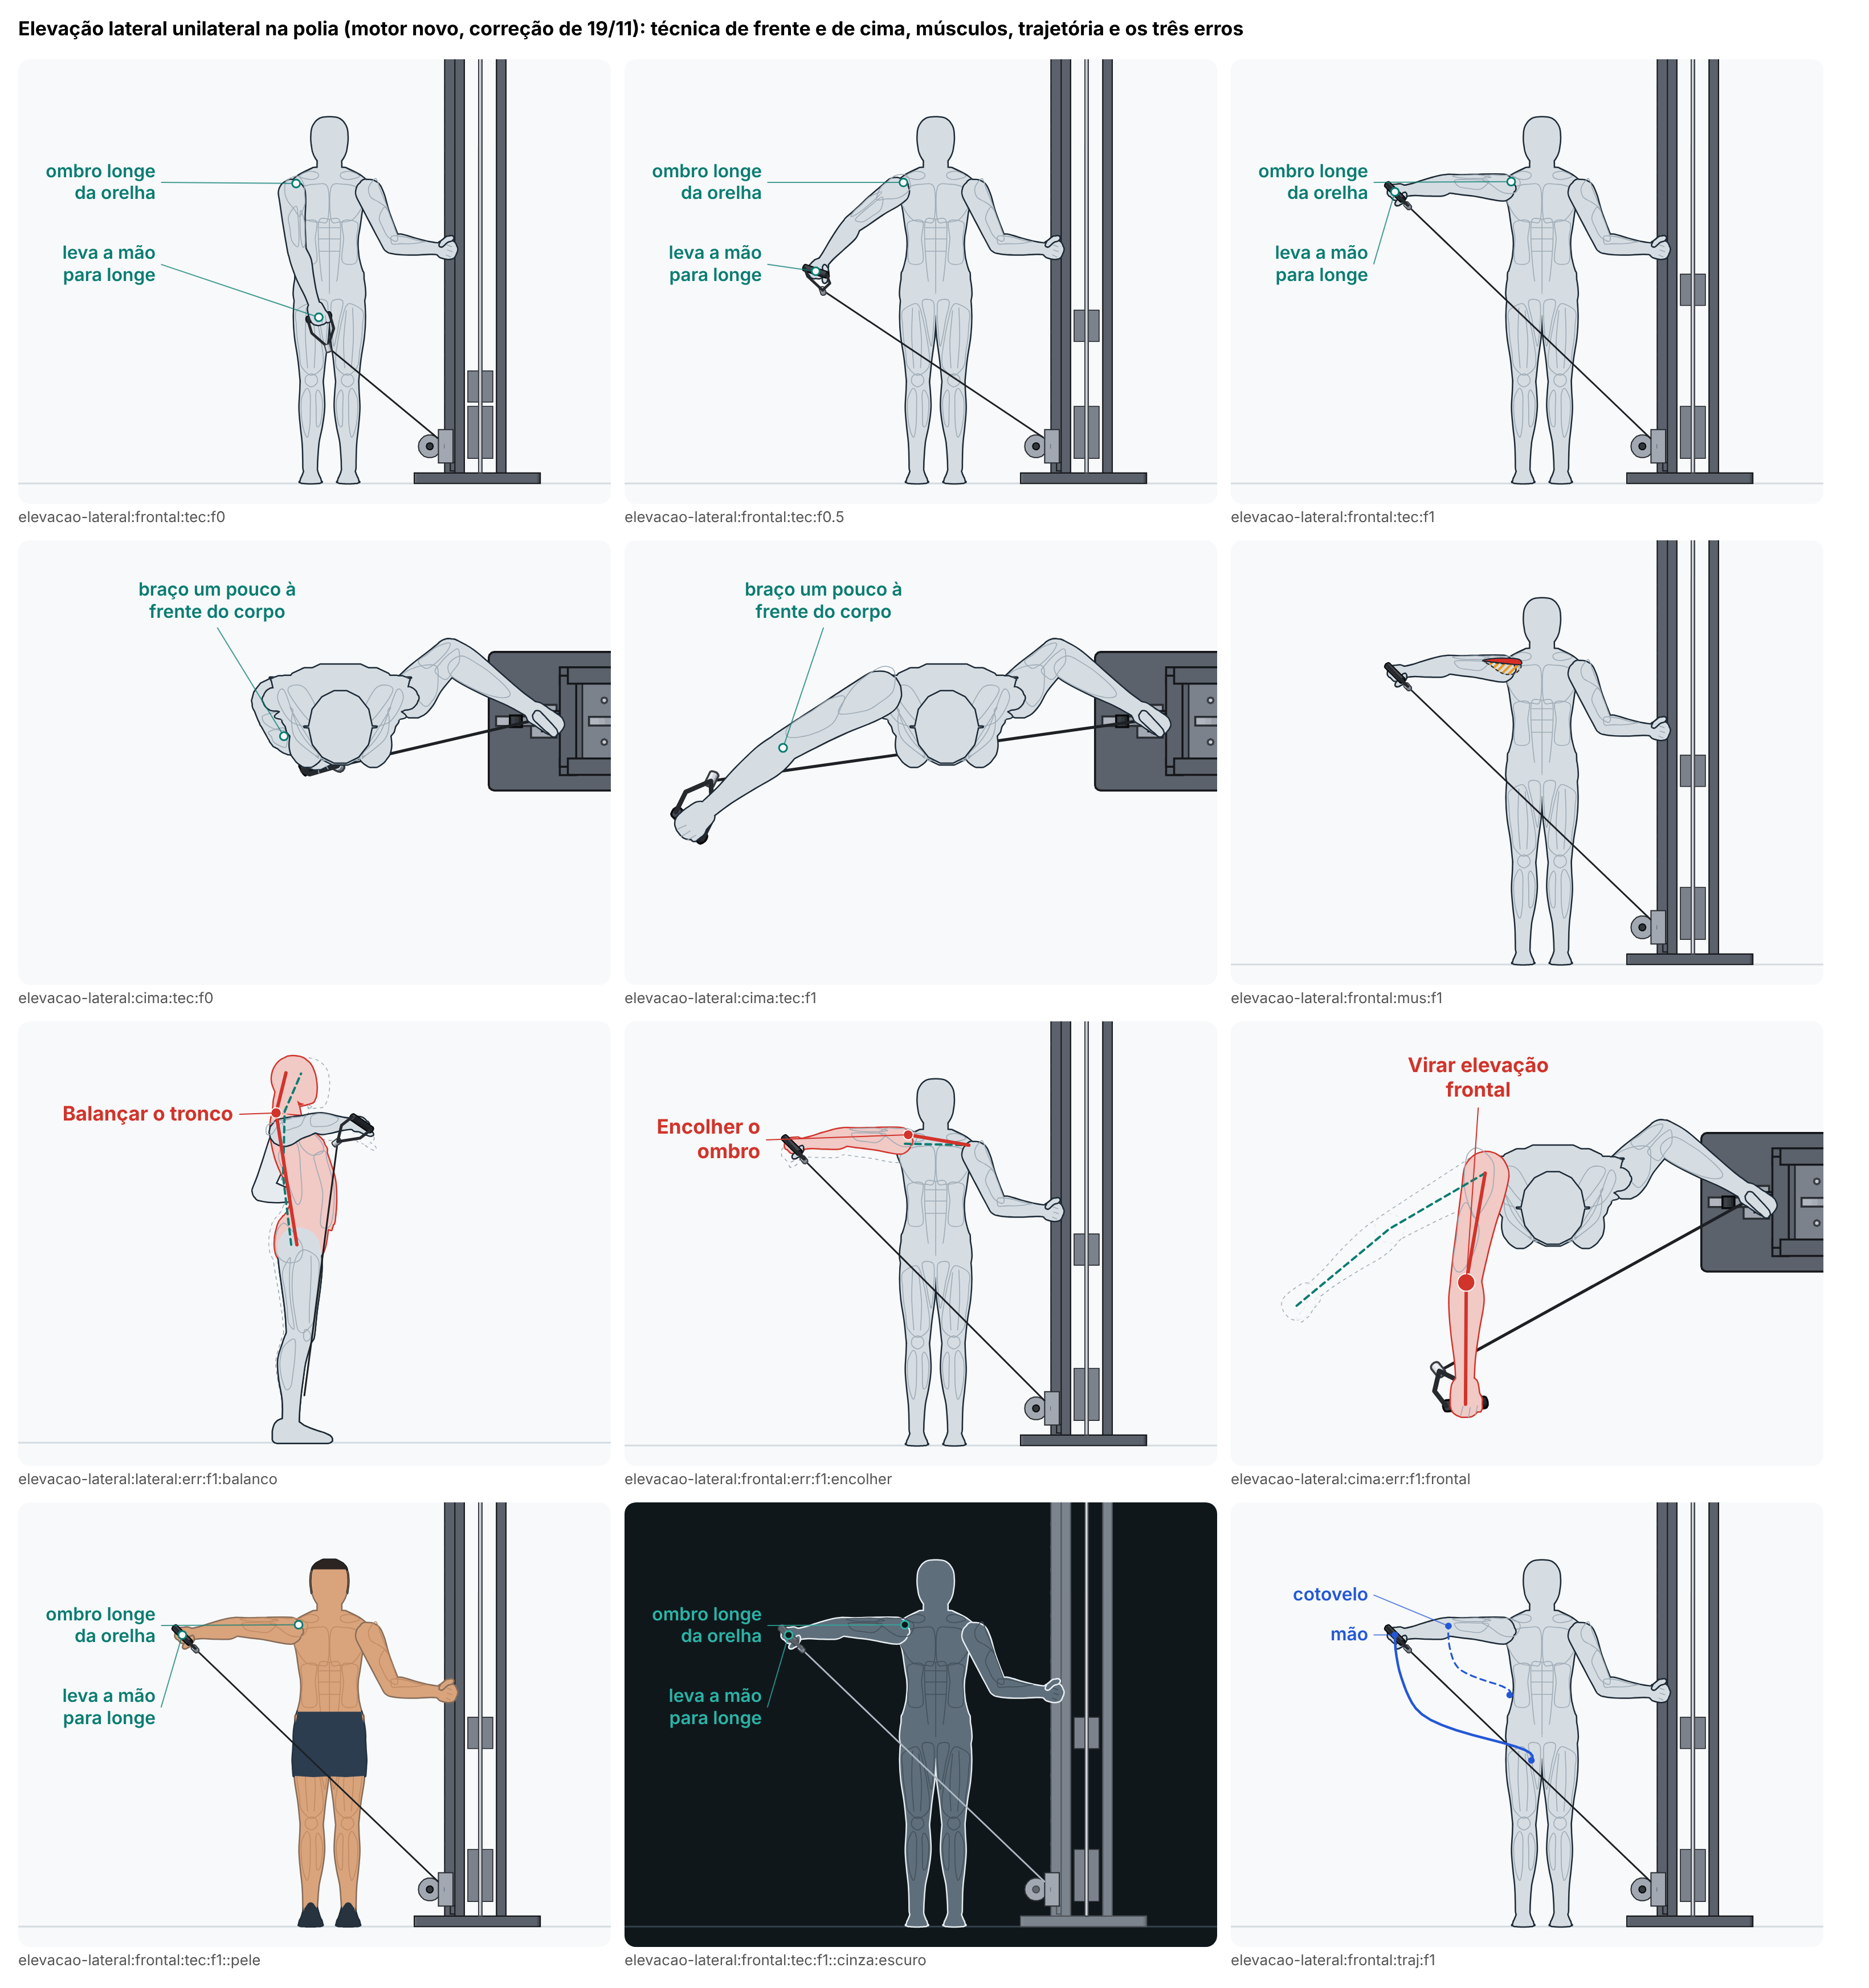 Elevação lateral unilateral na polia (motor novo, correção de 19/11): técnica de frente e de cima, músculos, trajetória e os três erros
ombro longe
da orelha
leva a mão
para longe
elevacao-lateral:frontal:tec:f0
ombro longe
da orelha
leva a mão
para longe
elevacao-lateral:frontal:tec:f0.5
ombro longe
da orelha
leva a mão
para longe
elevacao-lateral:frontal:tec:f1
braço um pouco à
frente do corpo
elevacao-lateral:cima:tec:f0
braço um pouco à
frente do corpo
elevacao-lateral:cima:tec:f1
elevacao-lateral:frontal:mus:f1
Balançar o tronco
elevacao-lateral:lateral:err:f1:balanco
Encolher o
ombro
elevacao-lateral:frontal:err:f1:encolher
Virar elevação
frontal
elevacao-lateral:cima:err:f1:frontal
ombro longe
da orelha
leva a mão
para longe
elevacao-lateral:frontal:tec:f1::pele
ombro longe
da orelha
leva a mão
para longe
elevacao-lateral:frontal:tec:f1::cinza:escuro
cotovelo
mão
elevacao-lateral:frontal:traj:f1